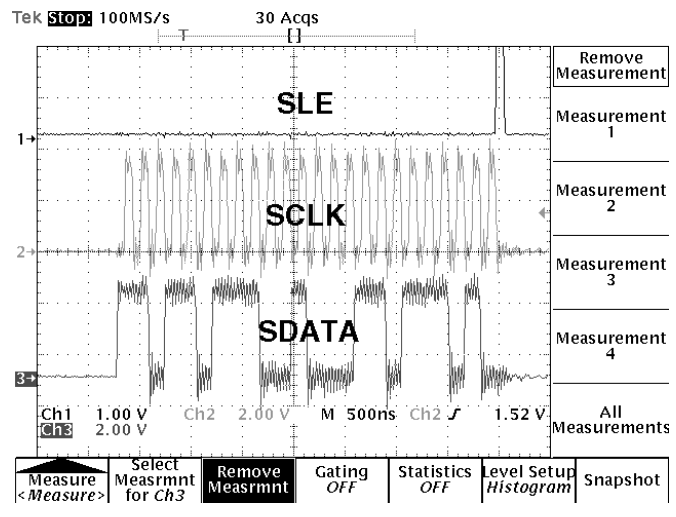 Tek Stop: 100MS/s 30 Acqs
T
[]
SLE
1
SCLK
2
SDATA
3
Ch1 1.00 V Ch2 2.00 V M 500ns Ch2 1.52 V
Ch3 2.00 V
Remove
Measurement
Measurement
1
Measurement
2
Measurement
3
Measurement
4
All
Measurements
Measure
<Measure>
Select
Measrmnt
for Ch3
Remove
Measrmnt
Gating
OFF
Statistics
OFF
Level Setup
Histogram
Snapshot